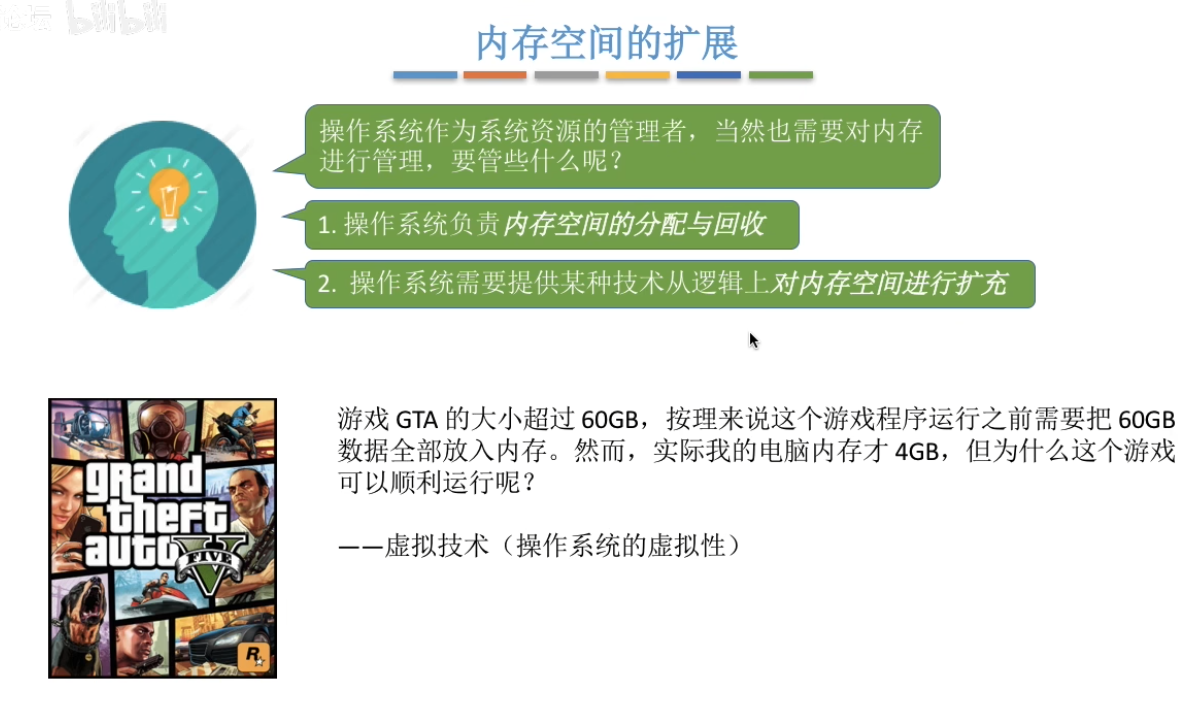 bilibili
内存空间的扩展
操作系统作为系统资源的管理者，当然也需要对内存
进行管理，要管些什么呢？
1. 操作系统负责内存空间的分配与回收
2. 操作系统需要提供某种技术从逻辑上对内存空间进行扩充
游戏 GTA 的大小超过 60GB，按理来说这个游戏程序运行之前需要把 60GB
数据全部放入内存。然而，实际我的电脑内存才 4GB，但为什么这个游戏
可以顺利运行呢？
——虚拟技术（操作系统的虚拟性）
grand
theft
auto
FIVE
R